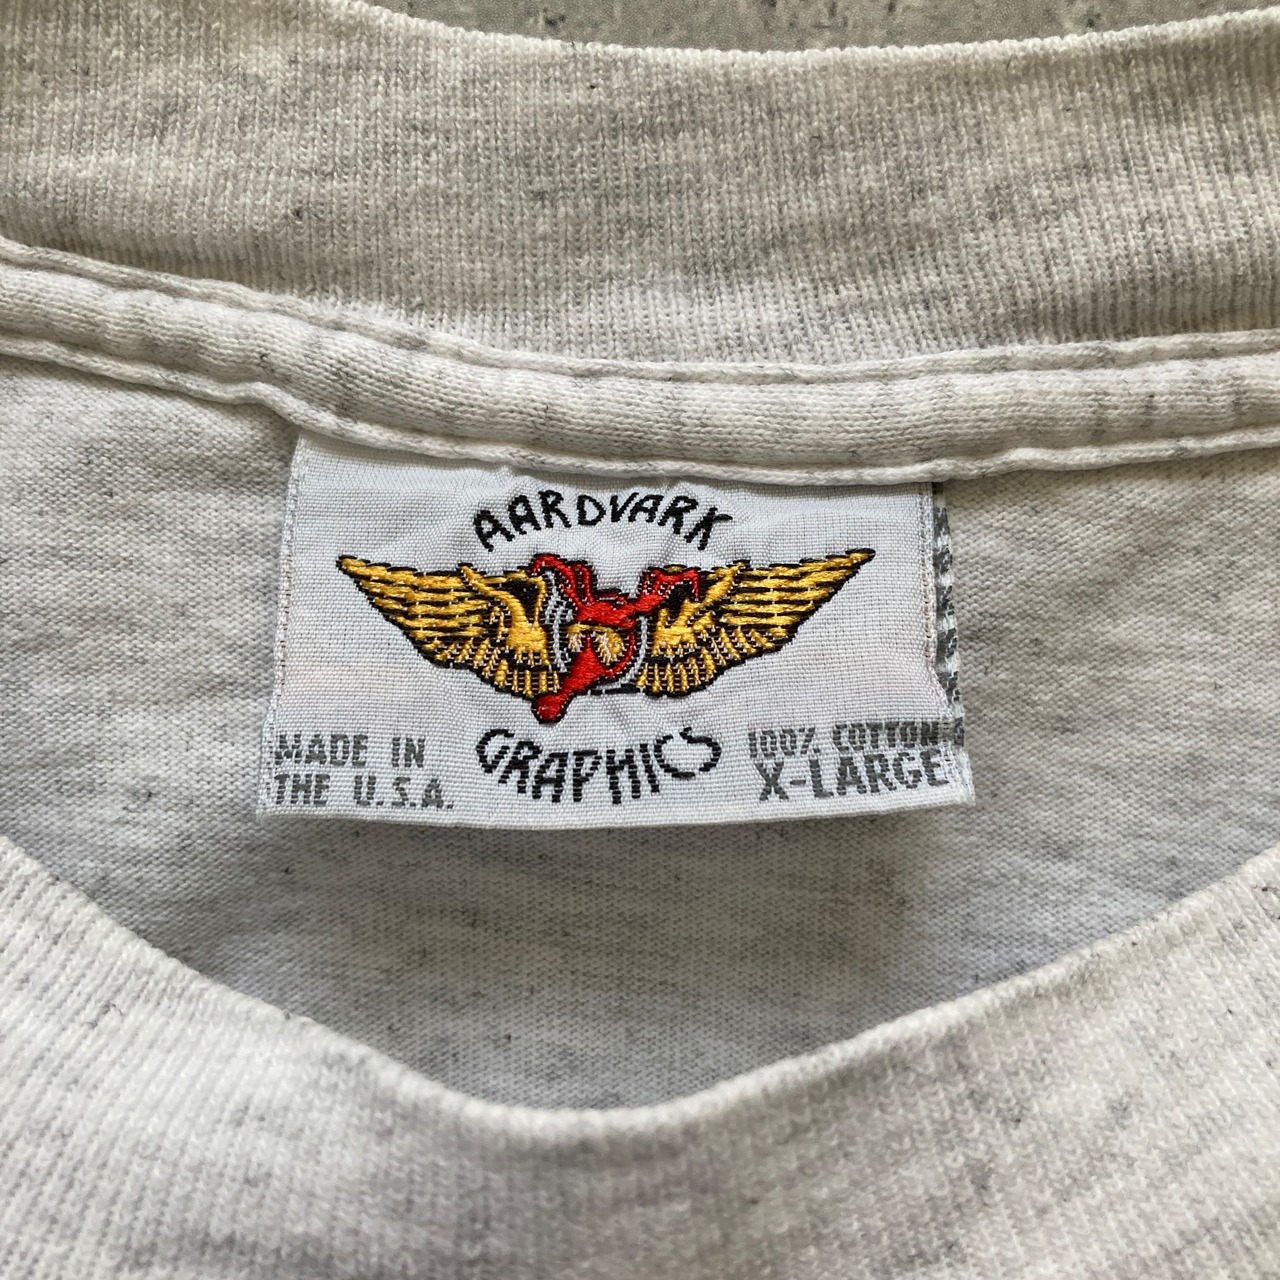 AARDVARK
GRAPHICS
MADE IN
THE U.S.A.
100% COTTON
X-LARGE